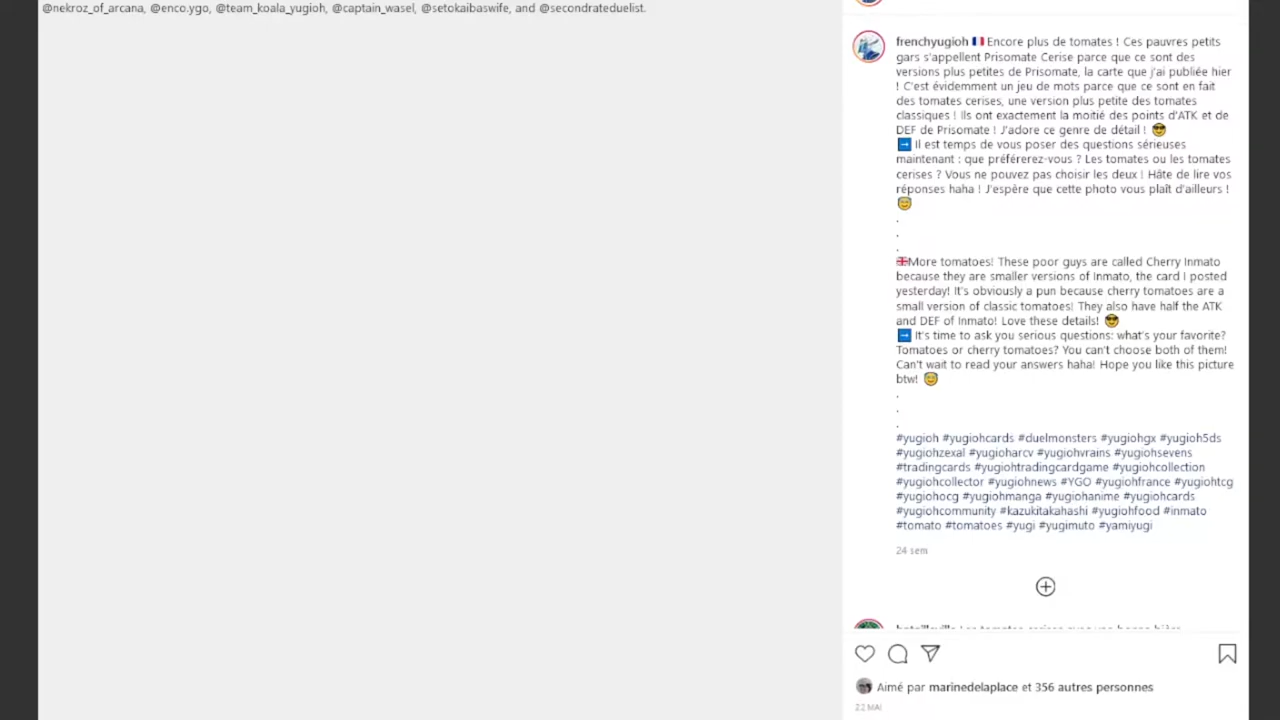 @nekroz_of_arcana, @enco.ygo, @team_koala_yugioh, @captain_wasel, @setokaibaswife, and @secondrateduelist.
frenchyugioh 🇫🇷 Encore plus de tomates ! Ces pauvres petits
gars s'appellent Prisomate Cerise parce que ce sont des
versions plus petites de Prisomate, la carte que j'ai publiée hier
! C'est évidemment un jeu de mots parce que ce sont en fait
des tomates cerises, une version plus petite des tomates
classiques ! Ils ont exactement la moitié des points d'ATK et de
DEF de Prisomate ! J'adore ce genre de détail ! 😎
➡️ Il est temps de vous poser des questions sérieuses
maintenant : que préférerez-vous ? Les tomates ou les tomates
cerises ? Vous ne pouvez pas choisir les deux ! Hâte de lire vos
réponses haha ! J'espère que cette photo vous plaît d'ailleurs !
😇
.
.
.
🇬🇧More tomatoes! These poor guys are called Cherry Inmato
because they are smaller versions of Inmato, the card I posted
yesterday! It's obviously a pun because cherry tomatoes are a
small version of classic tomatoes! They also have half the ATK
and DEF of Inmato! Love these details! 😎
➡️ It's time to ask you serious questions: what's your favorite?
Tomatoes or cherry tomatoes? You can't choose both of them!
Can't wait to read your answers haha! Hope you like this picture
btw! 😇
.
.
.
#yugioh #yugiohcards #duelmonsters #yugiohgx #yugioh5ds
#yugiohzexal #yugioharcv #yugiohvrains #yugiohsevens
#tradingcards #yugiohtradingcardgame #yugiohcollection
#yugiohcollector #yugiohnews #YGO #yugiohfrance #yugiohtcg
#yugiohocg #yugiohmanga #yugiohanime #yugiohcards
#yugiohcommunity #kazukitakahashi #yugiohfood #inmato
#tomato #tomatoes #yugi #yugimuto #yamiyugi
24 sem
Aimé par marinedelaplace et 356 autres personnes
22 MAI